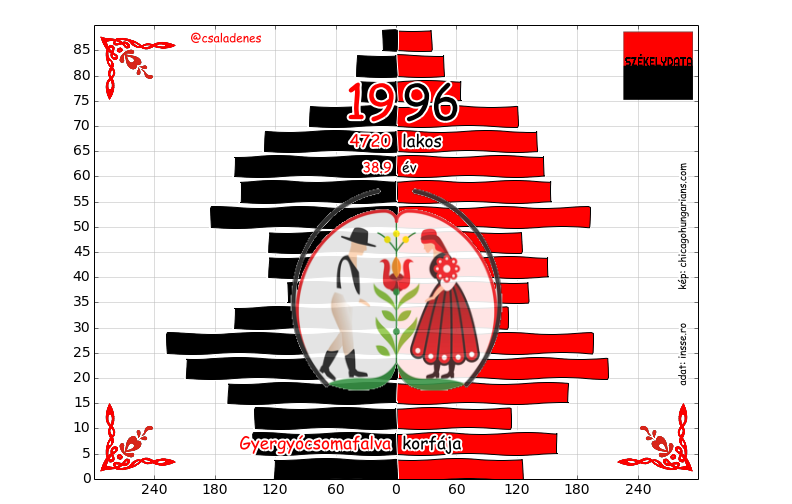 @csaladenes
SZÉKELYDATA
1996
4720 lakos
38.9 év
kép: chicagohungarians.com
adat: insse.ro
Gyergyócsomafalva korfája
85
80
75
70
65
60
55
50
45
40
35
30
25
20
15
10
5
0
240 180 120 60 0 60 120 180 240